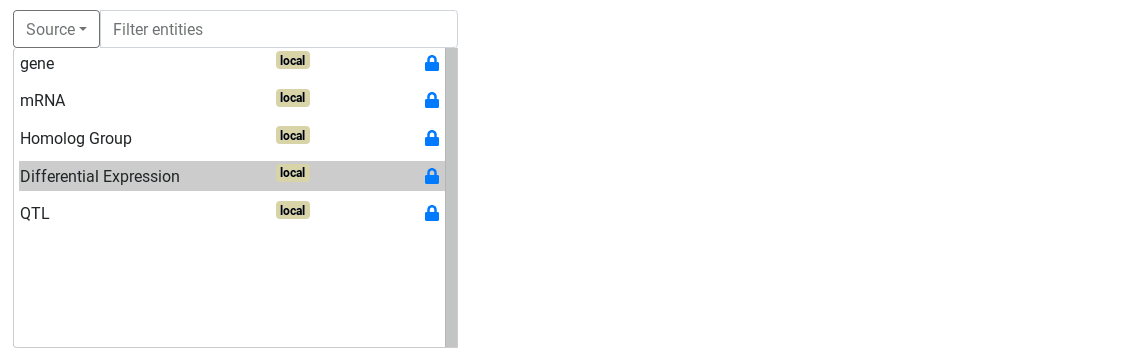 Source Filter entities
gene local
mRNA local
Homolog Group local
Differential Expression local
QTL local